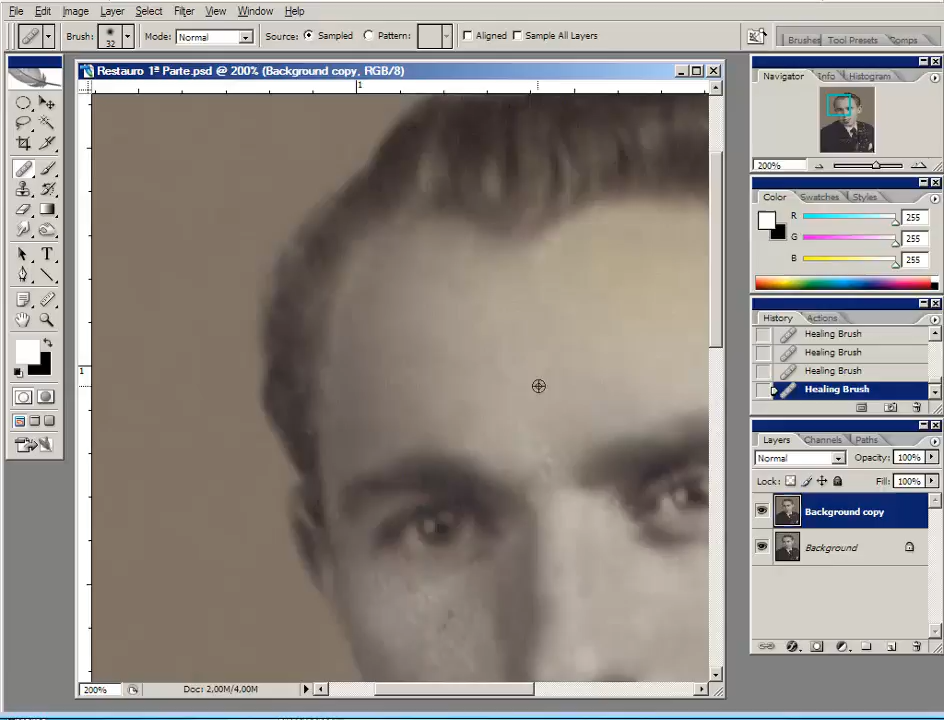 File Edit Image Layer Select Filter View Window Help
Brush: 32 Mode: Normal Source: Sampled Pattern: Aligned Sample All Layers Brushes Tool Presets Comps
Restauro 1ª Parte.psd @ 200% (Background copy, RGB/8)
1
1
200% Doc: 2,00M/4,00M
Navigator Info Histogram
200%
Color Swatches Styles
R 255
G 255
B 255
History Actions
Healing Brush
Healing Brush
Healing Brush
Healing Brush
Layers Channels Paths
Normal Opacity: 100%
Lock: Fill: 100%
Background copy
Background